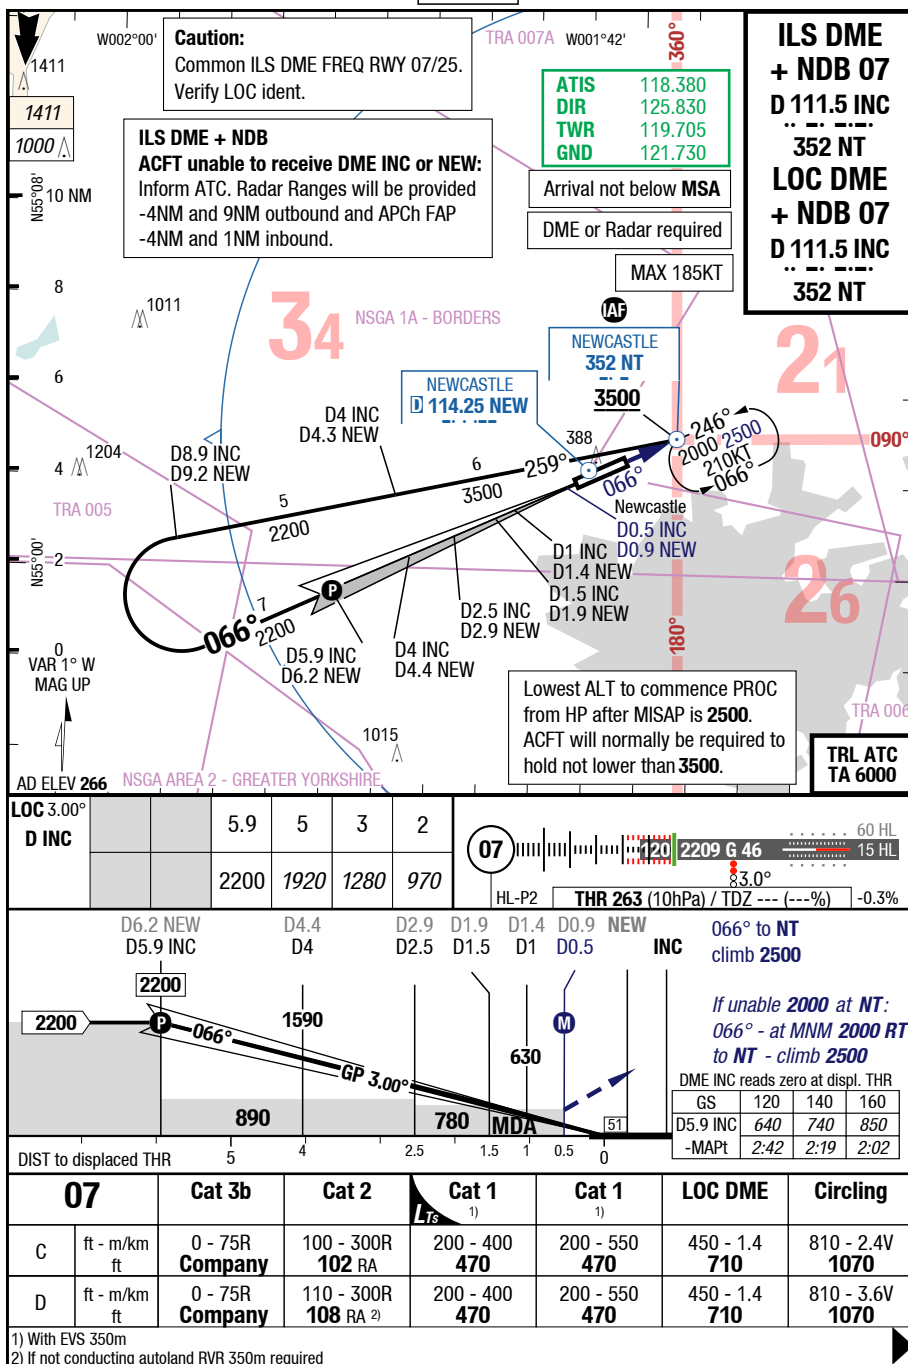 W002°00'
TRA 007A
W001°42'
360°
Caution:
Common ILS DME FREQ RWY 07/25.
Verify LOC ident.
ILS DME
+ NDB 07
D 111.5 INC
352 NT
LOC DME
+ NDB 07
D 111.5 INC
352 NT
1411
1411
1000
ATIS 118.380
DIR 125.830
TWR 119.705
GND 121.730
ILS DME + NDB
ACFT unable to receive DME INC or NEW:
Inform ATC. Radar Ranges will be provided
-4NM and 9NM outbound and APCh FAP
-4NM and 1NM inbound.
Arrival not below MSA
DME or Radar required
MAX 185KT
N55°08'
10 NM
8
6
4
2
0
N55°00'
1011
34
NSGA 1A - BORDERS
IAF
NEWCASTLE
352 NT
3500
21
NEWCASTLE
D 114.25 NEW
D4 INC
D4.3 NEW
D8.9 INC
D9.2 NEW
1204
388
246°
2000 2500
210KT
066°
090°
6
3500
259°
5
2200
066°
TRA 005
Newcastle
D0.5 INC
D0.9 NEW
D1 INC
D1.4 NEW
D1.5 INC
D1.9 NEW
26
D2.5 INC
D2.9 NEW
P
7
066°
2200
D5.9 INC
D6.2 NEW
D4 INC
D4.4 NEW
180°
VAR 1° W
MAG UP
Lowest ALT to commence PROC
from HP after MISAP is 2500.
ACFT will normally be required to
hold not lower than 3500.
TRA 006
1015
TRL ATC
TA 6000
AD ELEV 266
NSGA AREA 2 - GREATER YORKSHIRE
LOC 3.00°
D INC
5.9 5 3 2
2200 1920 1280 970
07
120
2209 G 46
60 HL
15 HL
3.0°
HL-P2
THR 263 (10hPa) / TDZ --- (---%)
-0.3%
D6.2 NEW D4.4 D2.9 D1.9 D1.4 D0.9 NEW
D5.9 INC D4 D2.5 D1.5 D1 D0.5 INC
066° to NT
climb 2500
If unable 2000 at NT:
066° - at MNM 2000 RT
to NT - climb 2500
2200
2200
P
066°
1590
GP 3.00°
M
630
890
780
MDA
51
DIST to displaced THR
5 4 2.5 1.5 1 0.5 0
DME INC reads zero at displ. THR
GS 120 140 160
D5.9 INC 640 740 850
-MAPt 2:42 2:19 2:02
07 Cat 3b Cat 2 LTs Cat 1 1) Cat 1 1) LOC DME Circling
C ft - m/km 0 - 75R 100 - 300R 200 - 400 200 - 550 450 - 1.4 810 - 2.4V
ft Company 102 RA 470 470 710 1070
D ft - m/km 0 - 75R 110 - 300R 200 - 400 200 - 550 450 - 1.4 810 - 3.6V
ft Company 108 RA 2) 470 470 710 1070
1) With EVS 350m
2) If not conducting autoland RVR 350m required